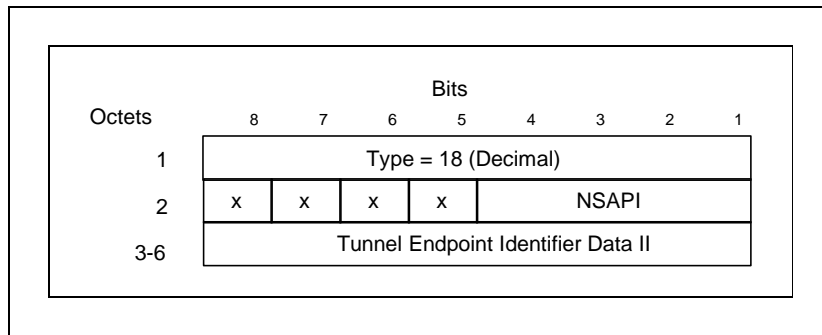 Bits
Octets 8 7 6 5 4 3 2 1
1 Type = 18 (Decimal)
2 x x x x NSAPI
3-6 Tunnel Endpoint Identifier Data II